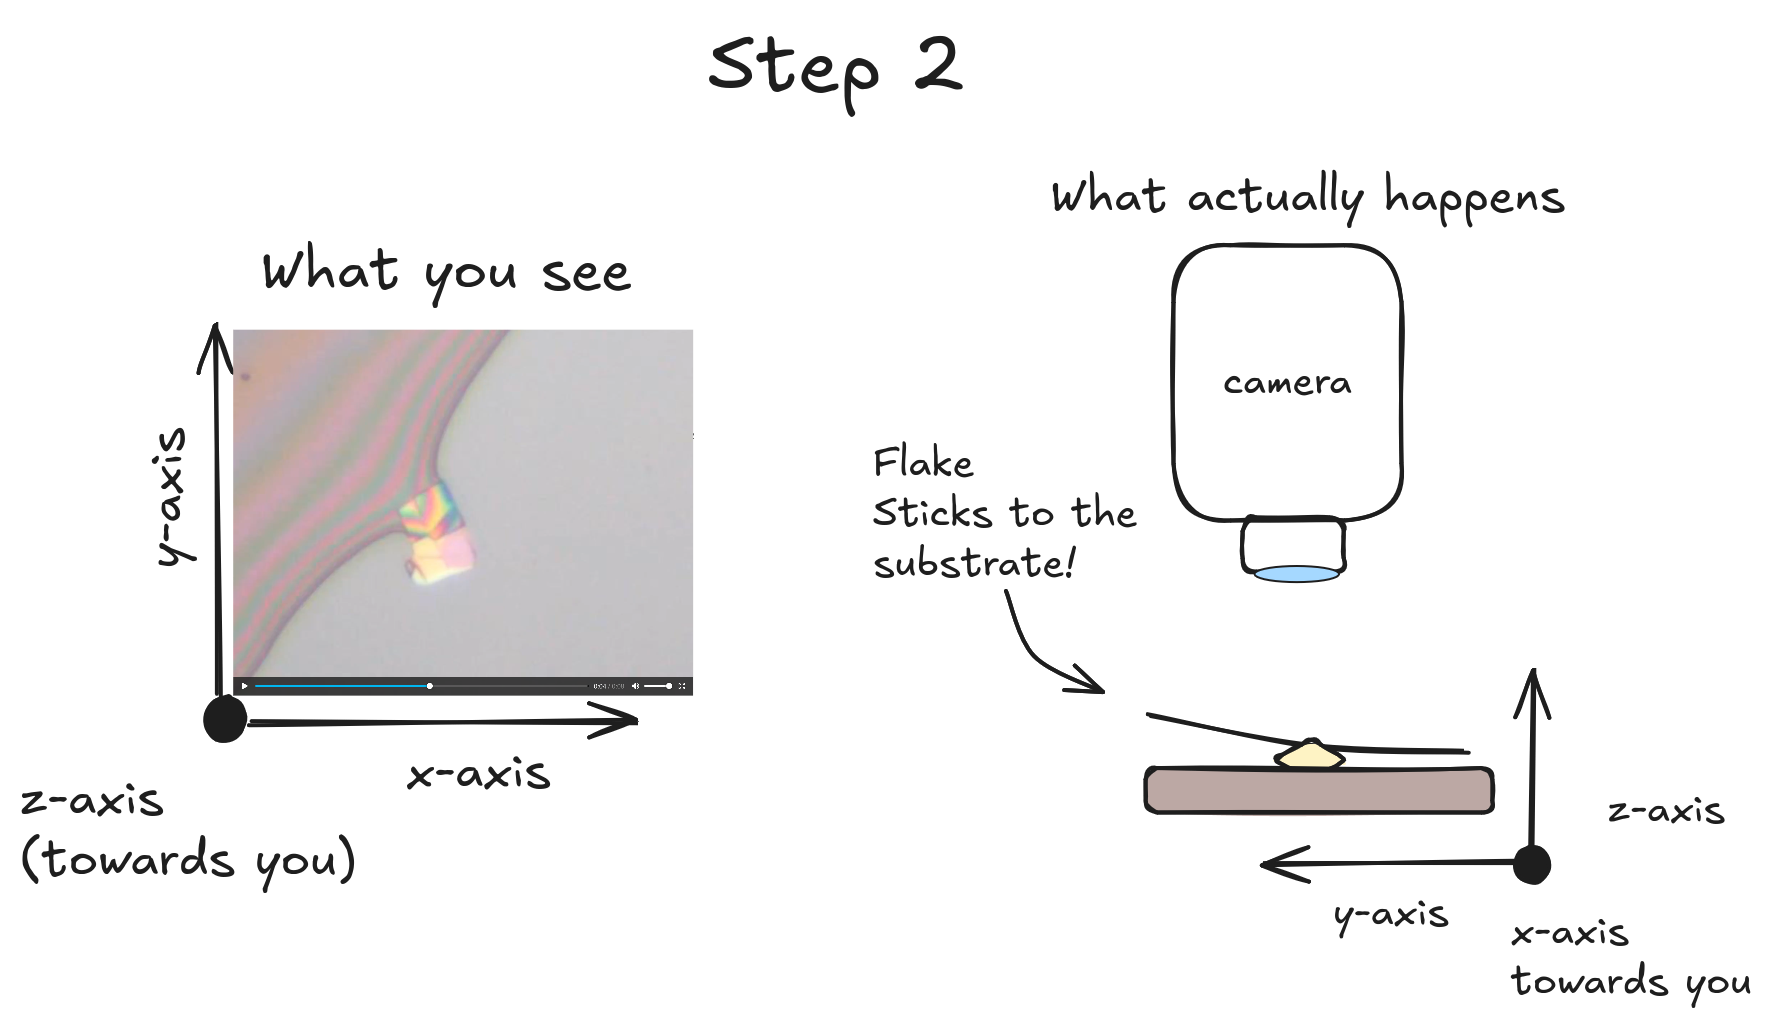 Step 2
What you see
y-axis
x-axis
z-axis
(towards you)
What actually happens
camera
Flake
Sticks to the
substrate!
z-axis
y-axis
x-axis
towards you